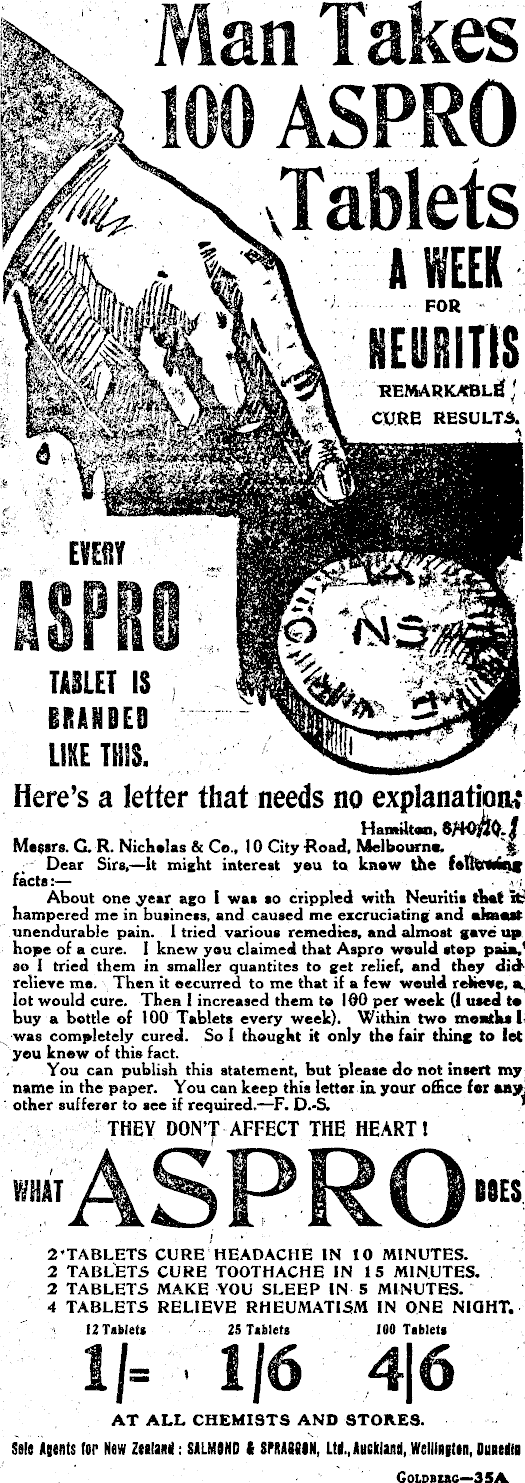 Man Takes
100 ASPRO
Tablets
A WEEK
FOR
NEURITIS
REMARKABLE
CURE RESULTS.
EVERY
ASPRO
TABLET IS
BRANDED
LIKE THIS.
NS
Here's a letter that needs no explanation:
Hamilton, 8/10/20.
Messrs. G. R. Nicholas & Co., 10 City Road, Melbourne.
Dear Sirs,—It might interest you to know the following
facts:—
About one year ago I was so crippled with Neuritis that it
hampered me in business, and caused me excruciating and almost
unendurable pain. I tried various remedies, and almost gave up
hope of a cure. I knew you claimed that Aspro would stop pain,
so I tried them in smaller quantites to get relief, and they did
relieve me. Then it occurred to me that if a few would relieve, a
lot would cure. Then I increased them to 100 per week (I used to
buy a bottle of 100 Tablets every week). Within two months I
was completely cured. So I thought it only the fair thing to let
you know of this fact.
You can publish this statement, but please do not insert my
name in the paper. You can keep this letter in your office for any
other sufferer to see if required.—F. D.-S.
THEY DON'T AFFECT THE HEART!
WHAT ASPRO DOES
2 TABLETS CURE HEADACHE IN 10 MINUTES.
2 TABLETS CURE TOOTHACHE IN 15 MINUTES.
2 TABLETS MAKE YOU SLEEP IN 5 MINUTES.
4 TABLETS RELIEVE RHEUMATISM IN ONE NIGHT.
12 Tablets 25 Tablets 100 Tablets
1/= 1/6 4/6
AT ALL CHEMISTS AND STORES.
Sole Agents for New Zealand: SALMOND & SPRAGGON, Ltd., Auckland, Wellington, Dunedin
GOLDBERG—35A